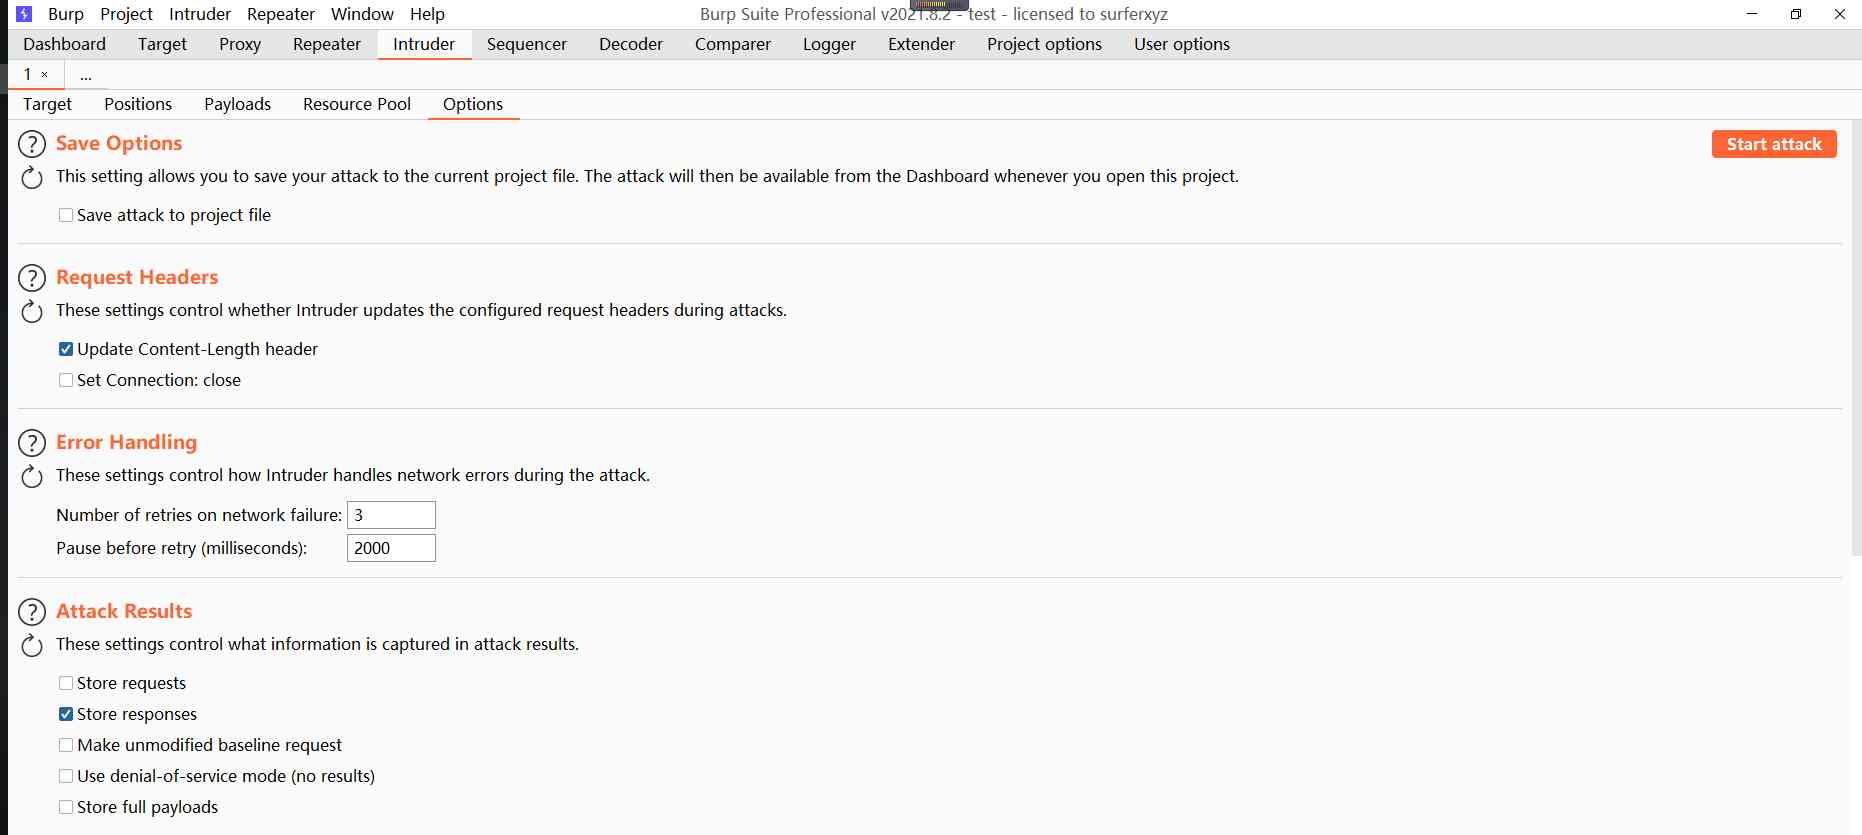 Burp Project Intruder Repeater Window Help Burp Suite Professional v2021.8.2 - test - licensed to surferxyz
Dashboard Target Proxy Repeater Intruder Sequencer Decoder Comparer Logger Extender Project options User options
1 × ...
Target Positions Payloads Resource Pool Options
? Save Options Start attack
This setting allows you to save your attack to the current project file. The attack will then be available from the Dashboard whenever you open this project.
Save attack to project file
? Request Headers
These settings control whether Intruder updates the configured request headers during attacks.
Update Content-Length header
Set Connection: close
? Error Handling
These settings control how Intruder handles network errors during the attack.
Number of retries on network failure: 3
Pause before retry (milliseconds): 2000
? Attack Results
These settings control what information is captured in attack results.
Store requests
Store responses
Make unmodified baseline request
Use denial-of-service mode (no results)
Store full payloads